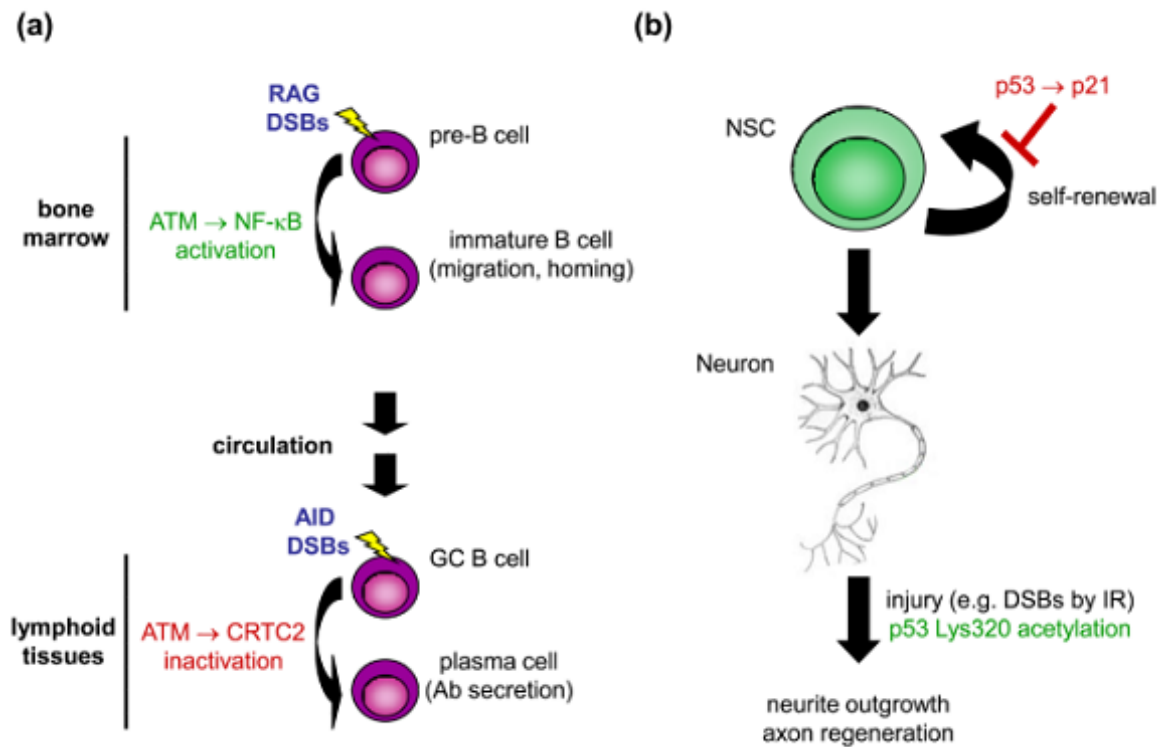 (a)
RAG
DSBs
pre-B cell
bone
marrow
ATM → NF-κB
activation
immature B cell
(migration, homing)
circulation
AID
DSBs
GC B cell
lymphoid
tissues
ATM → CRTC2
inactivation
plasma cell
(Ab secretion)
(b)
p53 → p21
NSC
self-renewal
Neuron
injury (e.g. DSBs by IR)
p53 Lys320 acetylation
neurite outgrowth
axon regeneration